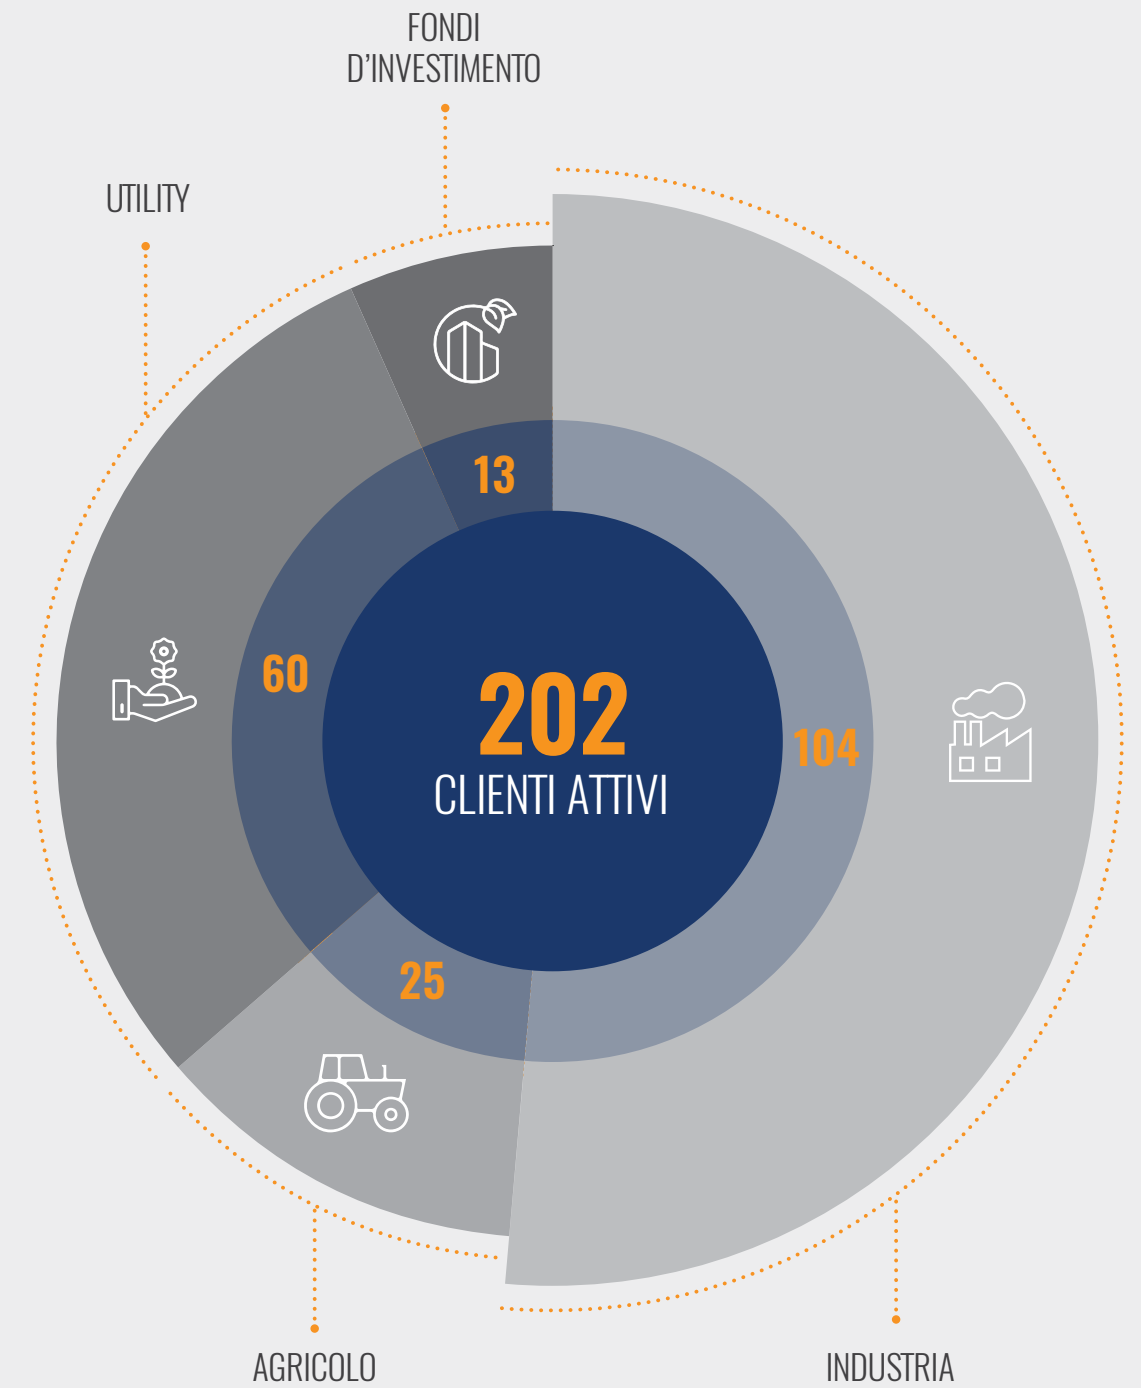 FONDI
D’INVESTIMENTO
UTILITY
13
60
202
CLIENTI ATTIVI
104
25
AGRICOLO
INDUSTRIA